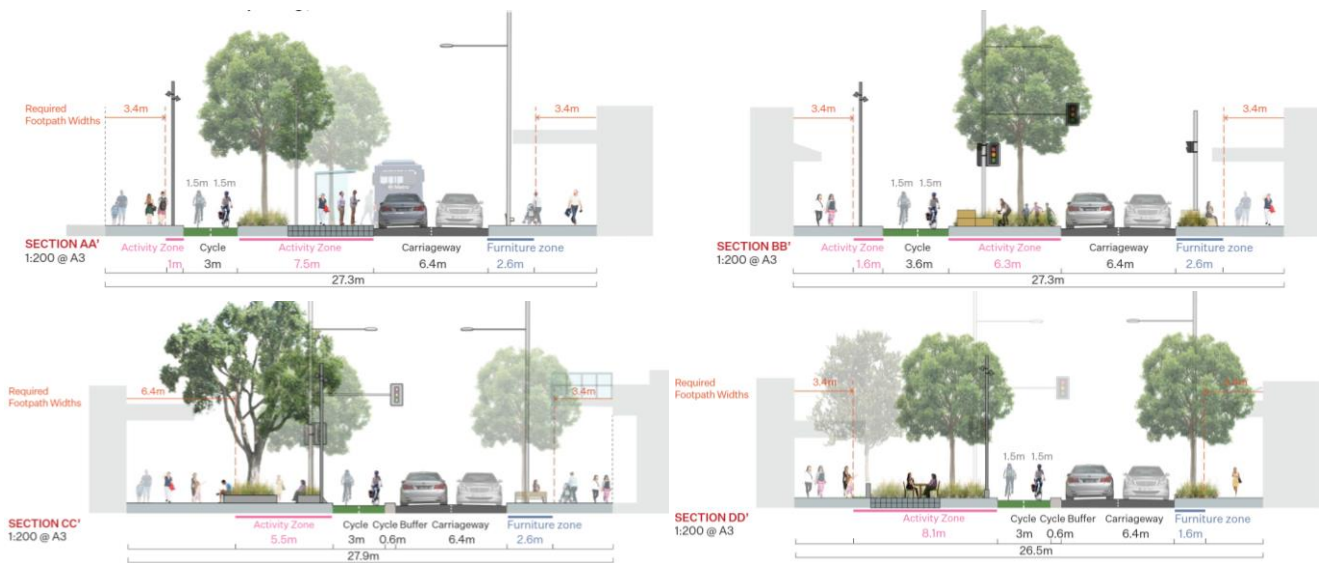 Required
Footpath Widths
3.4m
3.4m
1.5m 1.5m
SECTION AA'
1:200 @ A3
Activity Zone Cycle Activity Zone Carriageway Furniture zone
1m 3m 7.5m 6.4m 2.6m
27.3m
3.4m
3.4m
1.5m 1.5m
SECTION BB'
1:200 @ A3
Activity Zone Cycle Activity Zone Carriageway Furniture zone
1.6m 3.6m 6.3m 6.4m 2.6m
27.3m
Required
Footpath Widths
6.4m
3.4m
SECTION CC'
1:200 @ A3
Activity Zone Cycle Cycle Buffer Carriageway Furniture zone
5.5m 3m 0.6m 6.4m 2.6m
27.9m
Required
Footpath Widths
3.4m
1.5m 1.5m
SECTION DD'
1:200 @ A3
Activity Zone Cycle Cycle Buffer Carriageway Furniture zone
8.1m 3m 0.6m 6.4m 1.6m
26.5m